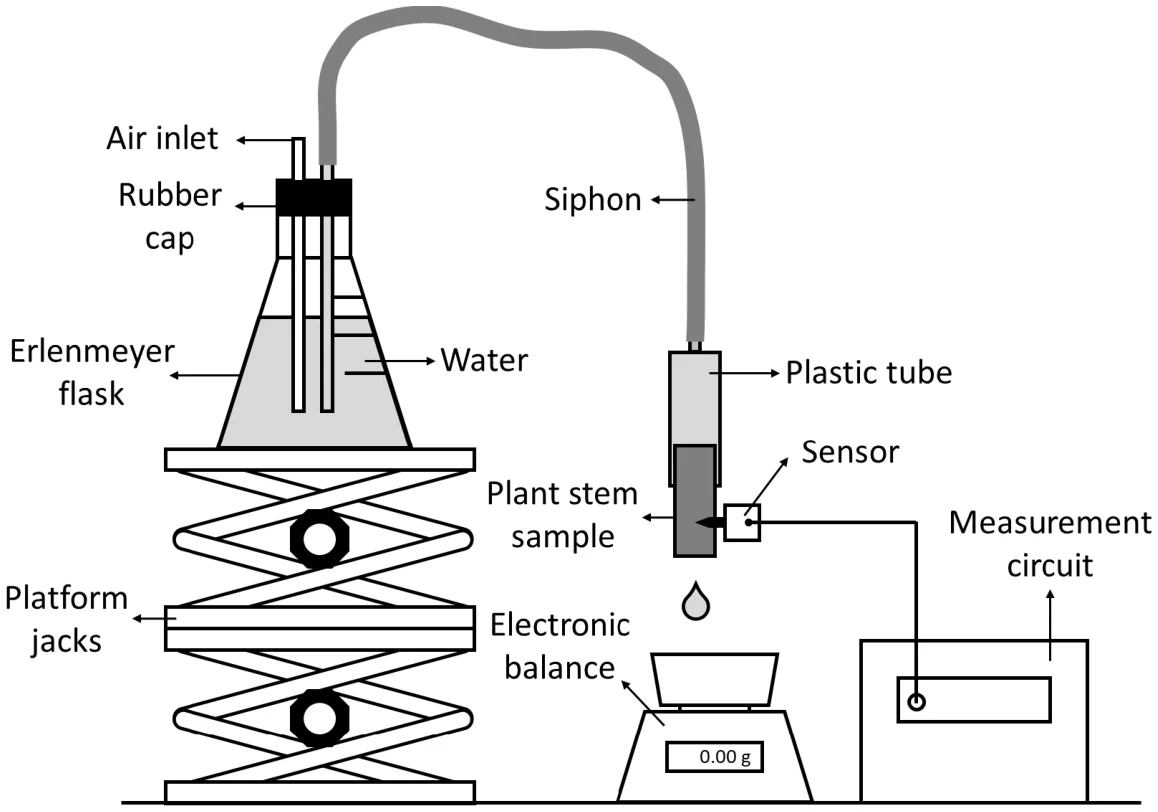 Air inlet
Rubber
cap
Siphon
Erlenmeyer
flask
Water
Plastic tube
Sensor
Plant stem
sample
Measurement
circuit
Platform
jacks
Electronic
balance
0.00 g